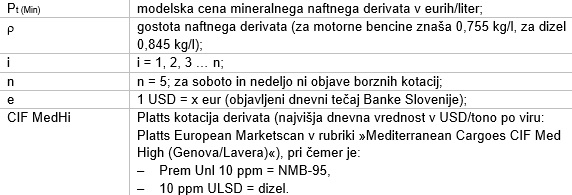 Pt (Min) modelska cena mineralnega naftnega derivata v eurih/liter;
ρ gostota naftnega derivata (za motorne bencine znaša 0,755 kg/l, za dizel
0,845 kg/l);
i i = 1, 2, 3 ... n;
n n = 5; za soboto in nedeljo ni objave borznih kotacij;
e 1 USD = x eur (objavljeni dnevni tečaj Banke Slovenije);
CIF MedHi Platts kotacija derivata (najvišja dnevna vrednost v USD/tono po viru:
Platts European Marketscan v rubriki »Mediterranean Cargoes CIF Med
High (Genova/Lavera)«), pri čemer je:
– Prem Unl 10 ppm = NMB-95,
– 10 ppm ULSD = dizel.